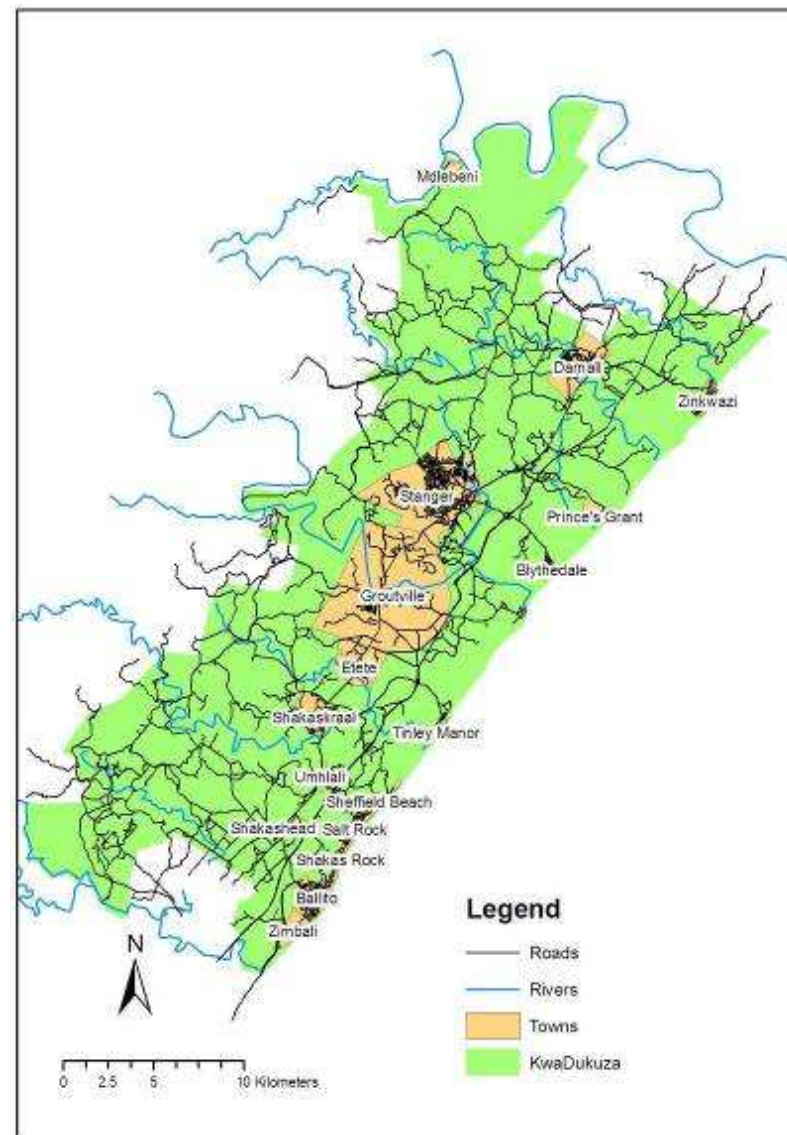 Mdlebeni
Darnall
Zinkwazi
Stanger
Prince's Grant
Blythedale
Groutville
Etete
Shakaskraal
Tinley Manor
Umhlali
Sheffield Beach
Shakashead
Salt Rock
Shakas Rock
Ballito
Zimbali
N
0 2.5 5 10 Kilometers
Legend
Roads
Rivers
Towns
KwaDukuza